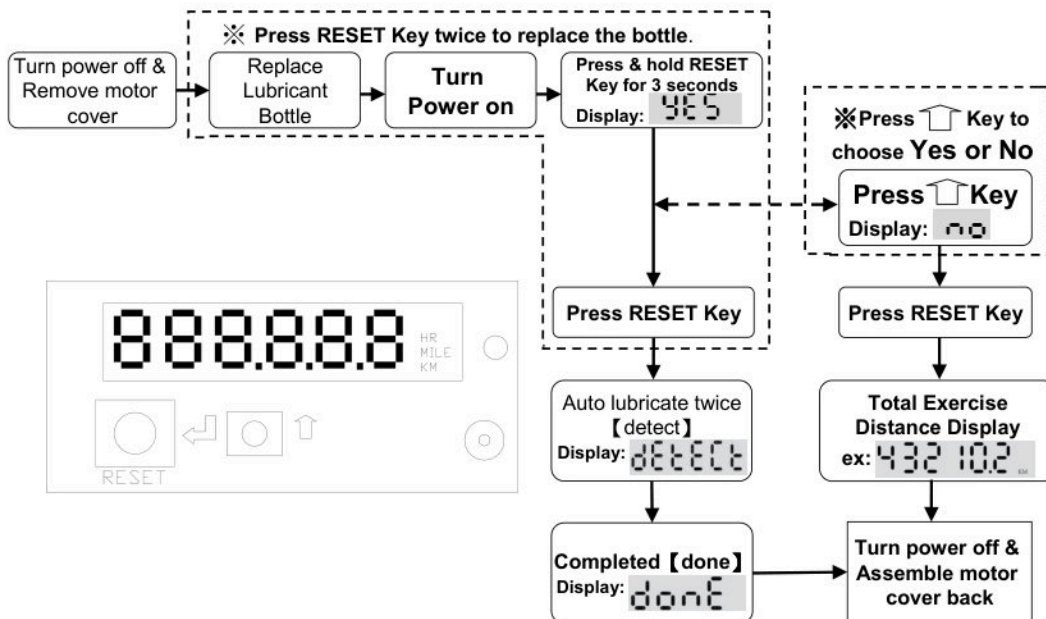 ※ Press RESET Key twice to replace the bottle.
Turn power off &
Remove motor
cover
Replace
Lubricant
Bottle
Turn
Power on
Press & hold RESET
Key for 3 seconds
Display: YES
※Press ⇧ Key to
choose Yes or No
Press ⇧ Key
Display: no
Press RESET Key
Press RESET Key
888.8.8.8
HR
MILE
KM
RESET
Auto lubricate twice
【detect】
Display: dEtECt
Total Exercise
Distance Display
ex: 43210.2 KM
Completed【done】
Display: donE
Turn power off &
Assemble motor
cover back